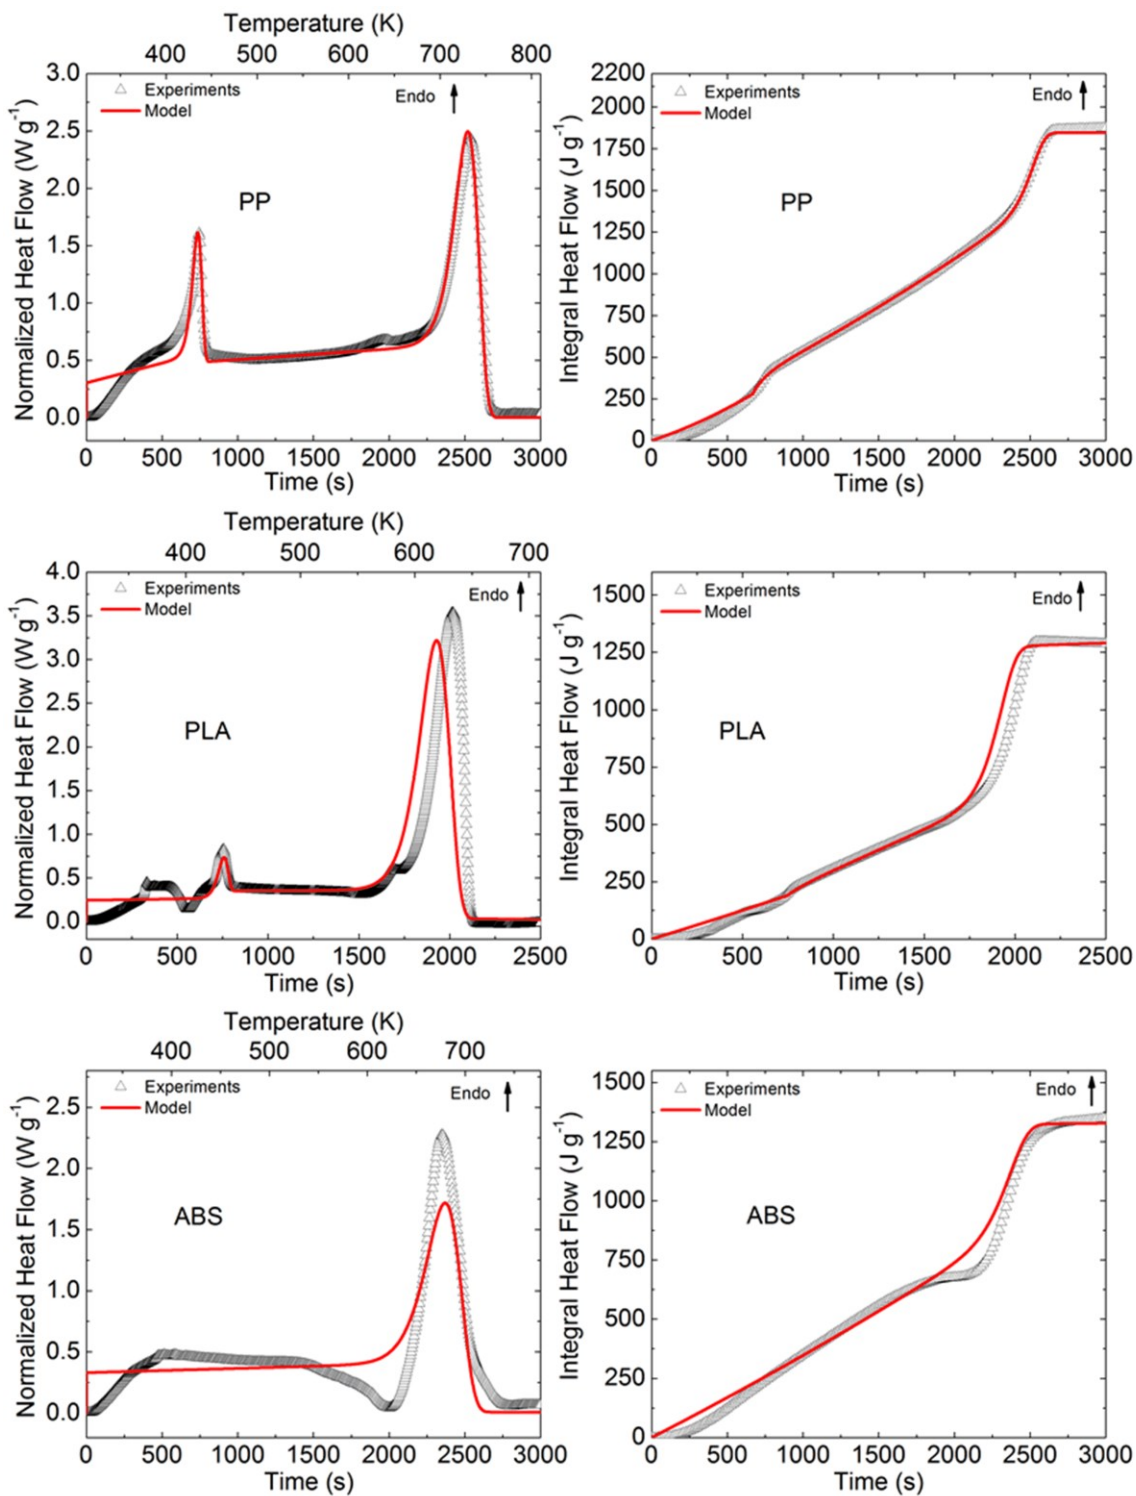 Temperature (K)
400 500 600 700 800
3.0
2.5
2.0
1.5
1.0
0.5
0.0
Normalized Heat Flow (W g⁻¹)
Experiments
Model
Endo
PP
0 500 1000 1500 2000 2500 3000
Time (s)
2200
2000
1750
1500
1250
1000
750
500
250
0
Integral Heat Flow (J g⁻¹)
Experiments
Model
Endo
PP
0 500 1000 1500 2000 2500 3000
Time (s)
Temperature (K)
400 500 600 700
4.0
3.5
3.0
2.5
2.0
1.5
1.0
0.5
0.0
Normalized Heat Flow (W g⁻¹)
Experiments
Model
Endo
PLA
0 500 1000 1500 2000 2500
Time (s)
1500
1250
1000
750
500
250
0
Integral Heat Flow (J g⁻¹)
Experiments
Model
Endo
PLA
0 500 1000 1500 2000 2500
Time (s)
Temperature (K)
400 500 600 700
2.5
2.0
1.5
1.0
0.5
0.0
Normalized Heat Flow (W g⁻¹)
Experiments
Model
Endo
ABS
0 500 1000 1500 2000 2500 3000
Time (s)
1500
1250
1000
750
500
250
0
Integral Heat Flow (J g⁻¹)
Experiments
Model
Endo
ABS
0 500 1000 1500 2000 2500 3000
Time (s)